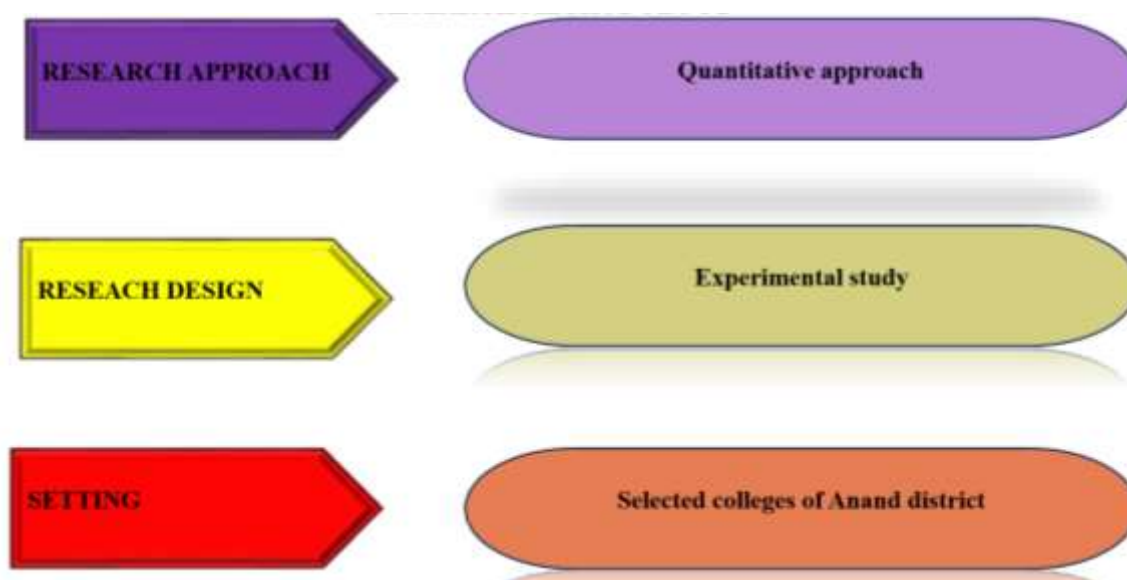 RESEARCH APPROACH
Quantitative approach
RESEACH DESIGN
Experimental study
SETTING
Selected colleges of Anand district